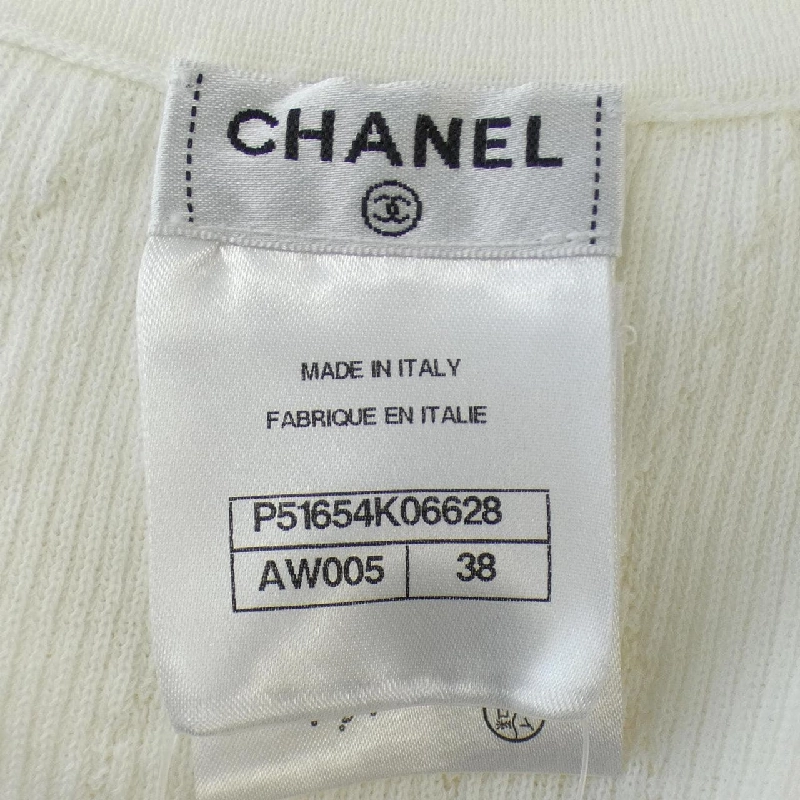 CHANEL
MADE IN ITALY
FABRIQUE EN ITALIE
P51654K06628
AW005 38